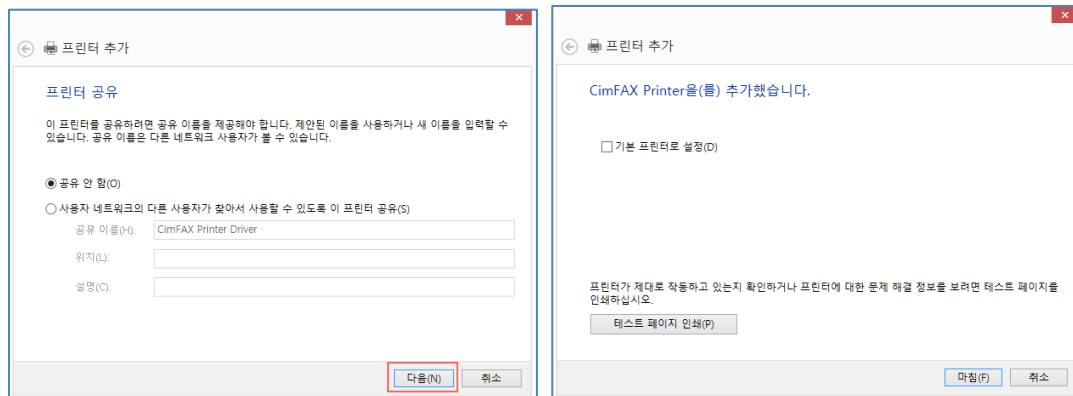 프린터 추가
프린터 공유
이 프린터를 공유하려면 공유 이름을 제공해야 합니다. 제안된 이름을 사용하거나 새 이름을 입력할 수
있습니다. 공유 이름은 다른 네트워크 사용자가 볼 수 있습니다.
공유 안 함(O)
사용자 네트워크의 다른 사용자가 찾아서 사용할 수 있도록 이 프린터 공유(S)
공유 이름(H): CimFAX Printer Driver
위치(L):
설명(C):
다음(N) 취소
프린터 추가
CimFAX Printer을(를) 추가했습니다.
기본 프린터로 설정(D)
프린터가 제대로 작동하고 있는지 확인하거나 프린터에 대한 문제 해결 정보를 보려면 테스트 페이지를
인쇄하십시오.
테스트 페이지 인쇄(P)
마침(F) 취소